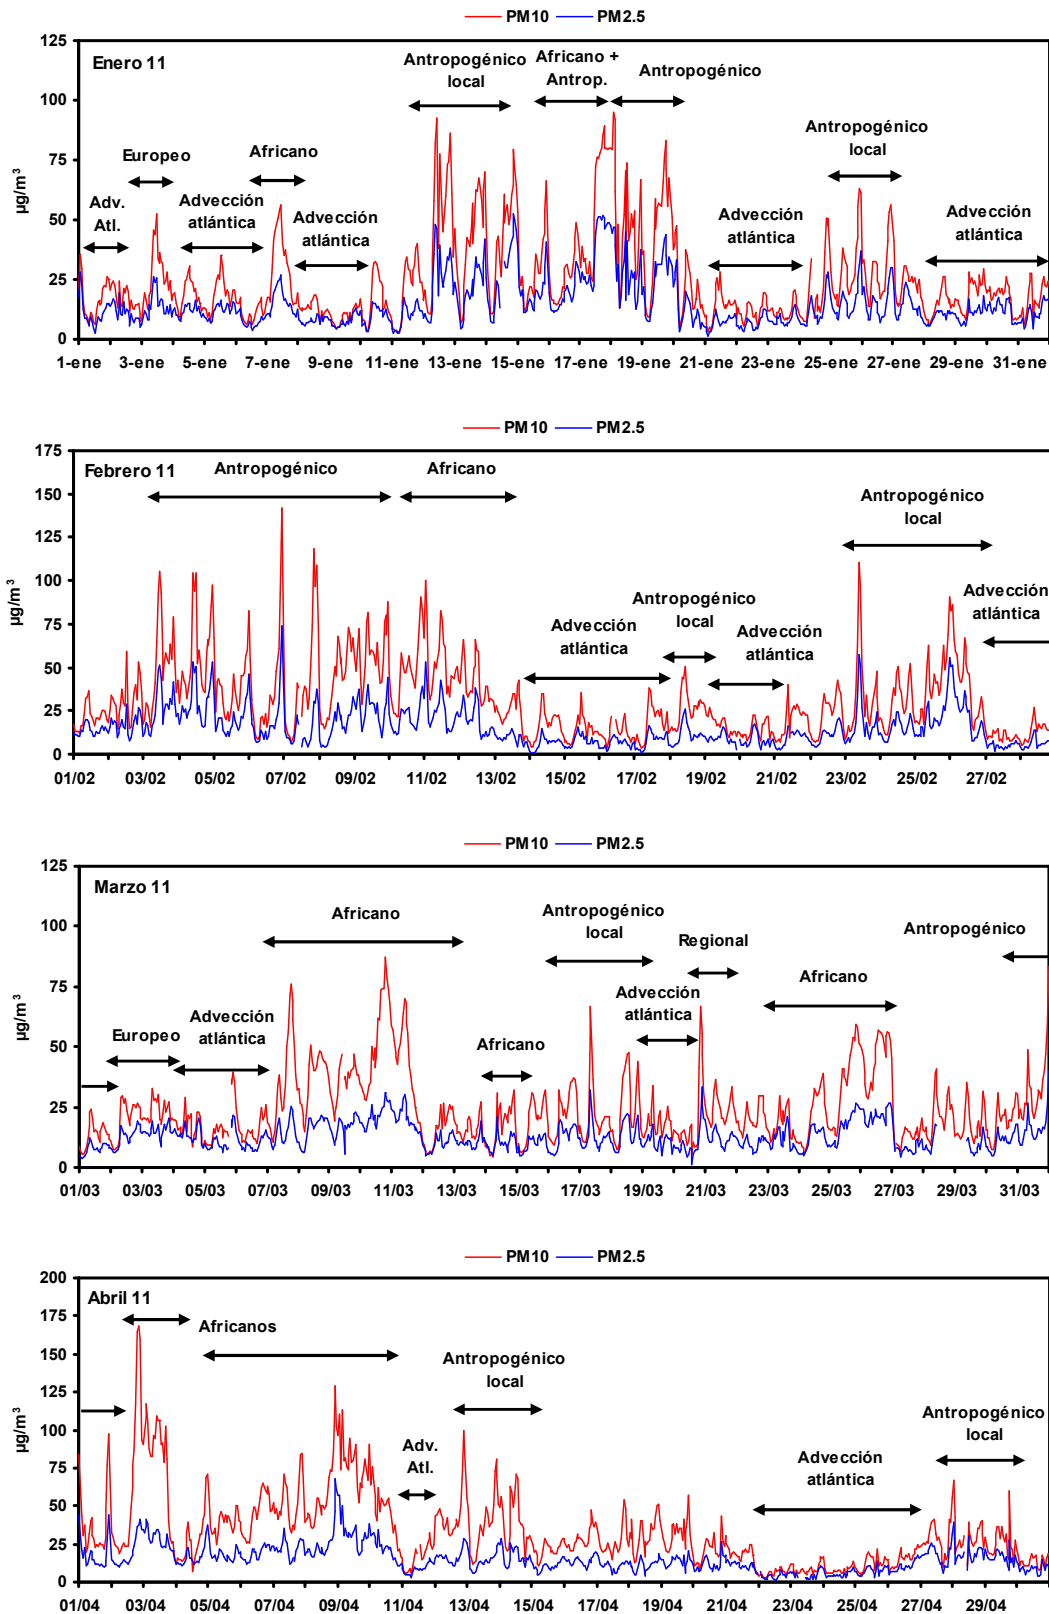 PM10 PM2.5
Enero 11
µg/m³
125
100
75
50
25
0
Adv.
Atl.
Europeo
Advección
atlántica
Africano
Advección
atlántica
Antropogénico
local
Africano +
Antrop.
Antropogénico
Advección
atlántica
Antropogénico
local
Advección
atlántica
1-ene 3-ene 5-ene 7-ene 9-ene 11-ene 13-ene 15-ene 17-ene 19-ene 21-ene 23-ene 25-ene 27-ene 29-ene 31-ene
PM10 PM2.5
Febrero 11
µg/m³
175
150
125
100
75
50
25
0
Antropogénico
Africano
Advección
atlántica
Antropogénico
local
Advección
atlántica
Antropogénico
local
Advección
atlántica
01/02 03/02 05/02 07/02 09/02 11/02 13/02 15/02 17/02 19/02 21/02 23/02 25/02 27/02
PM10 PM2.5
Marzo 11
µg/m³
125
100
75
50
25
0
Europeo
Advección
atlántica
Africano
Africano
Antropogénico
local
Advección
atlántica
Regional
Africano
Antropogénico
01/03 03/03 05/03 07/03 09/03 11/03 13/03 15/03 17/03 19/03 21/03 23/03 25/03 27/03 29/03 31/03
PM10 PM2.5
Abril 11
µg/m³
200
175
150
125
100
75
50
25
0
Africanos
Adv.
Atl.
Antropogénico
local
Advección
atlántica
Antropogénico
local
01/04 03/04 05/04 07/04 09/04 11/04 13/04 15/04 17/04 19/04 21/04 23/04 25/04 27/04 29/04